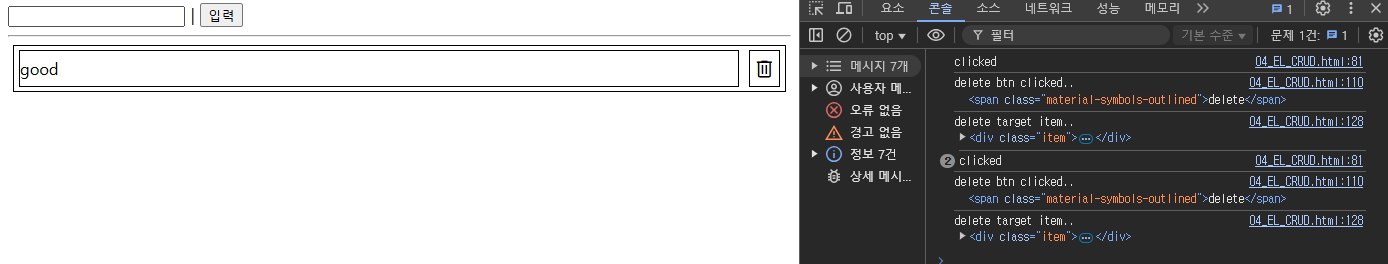 | 입력
good
요소 콘솔 소스 네트워크 성능 메모리 1
top 필터 기본 수준 문제 1건: 1
메시지 7개
사용자 메...
오류 없음
경고 없음
정보 7건
상세 메시...
clicked 04_EL_CRUD.html:81
delete btn clicked.. 04_EL_CRUD.html:110
<span class="material-symbols-outlined">delete</span>
delete target item.. 04_EL_CRUD.html:128
<div class="item">⋯</div>
2 clicked 04_EL_CRUD.html:81
delete btn clicked.. 04_EL_CRUD.html:110
<span class="material-symbols-outlined">delete</span>
delete target item.. 04_EL_CRUD.html:128
<div class="item">⋯</div>